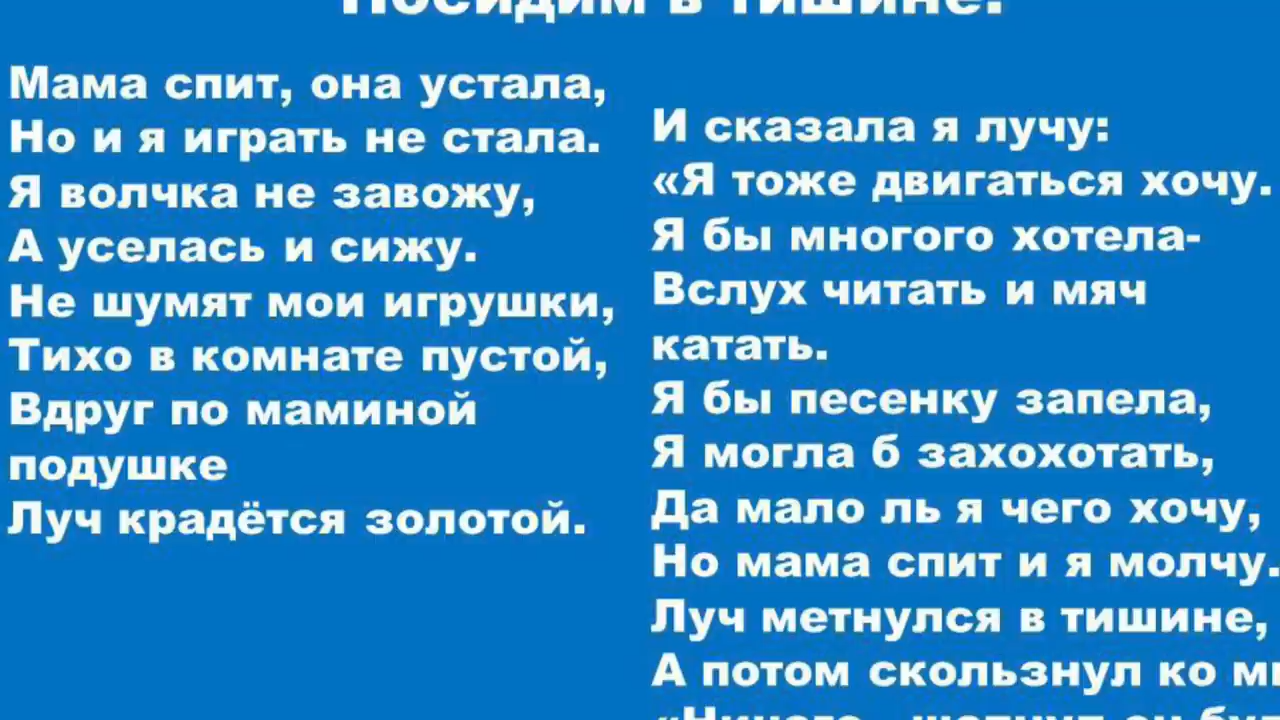 Посидим в тишине.
Мама спит, она устала,
Но и я играть не стала.
Я волчка не завожу,
А уселась и сижу.
Не шумят мои игрушки,
Тихо в комнате пустой,
Вдруг по маминой
подушке
Луч крадётся золотой.
И сказала я лучу:
«Я тоже двигаться хочу.
Я бы многого хотела-
Вслух читать и мяч
катать.
Я бы песенку запела,
Я могла б захохотать,
Да мало ль я чего хочу,
Но мама спит и я молчу.
Луч метнулся в тишине,
А потом скользнул ко